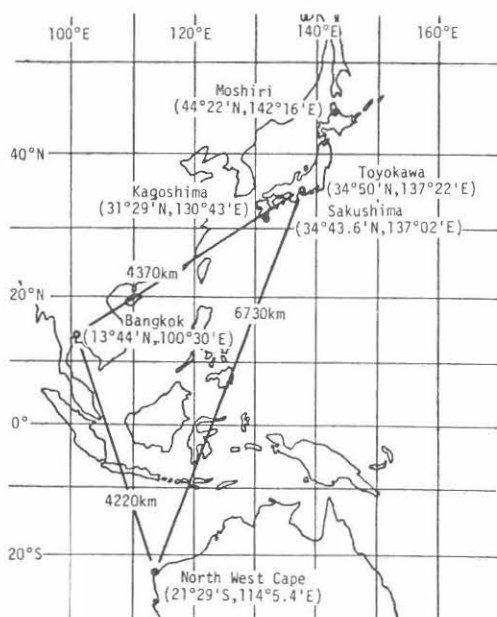 100°E 120°E 140°E 160°E
Moshiri
(44°22'N,142°16'E)
40°N
Toyokawa
(34°50'N,137°22'E)
Kagoshima
(31°29'N,130°43'E)
Sakushima
(34°43.6'N,137°02'E)
4370km
20°N
6730km
Bangkok
(13°44'N,100°30'E)
0°
4220km
20°S
North West Cape
(21°29'S,114°5.4'E)